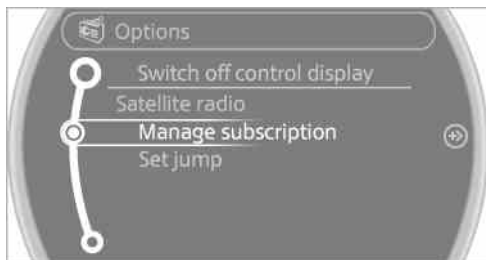 Options
Switch off control display
Satellite radio
Manage subscription
Set jump